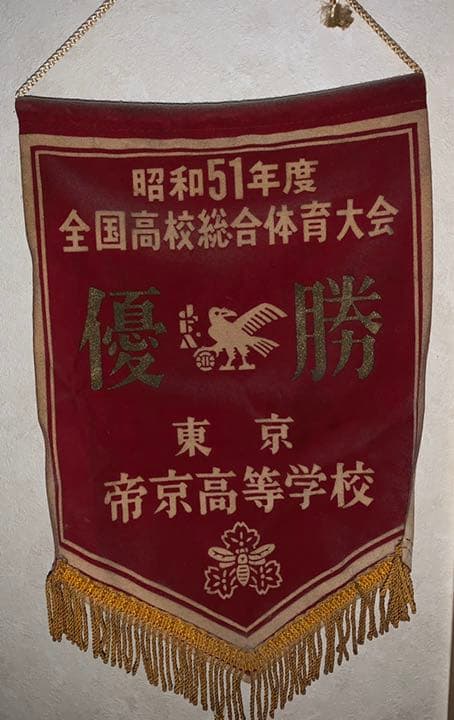 昭和51年度
全国高校総合体育大会
優 JFA 勝
東京
帝京高等学校